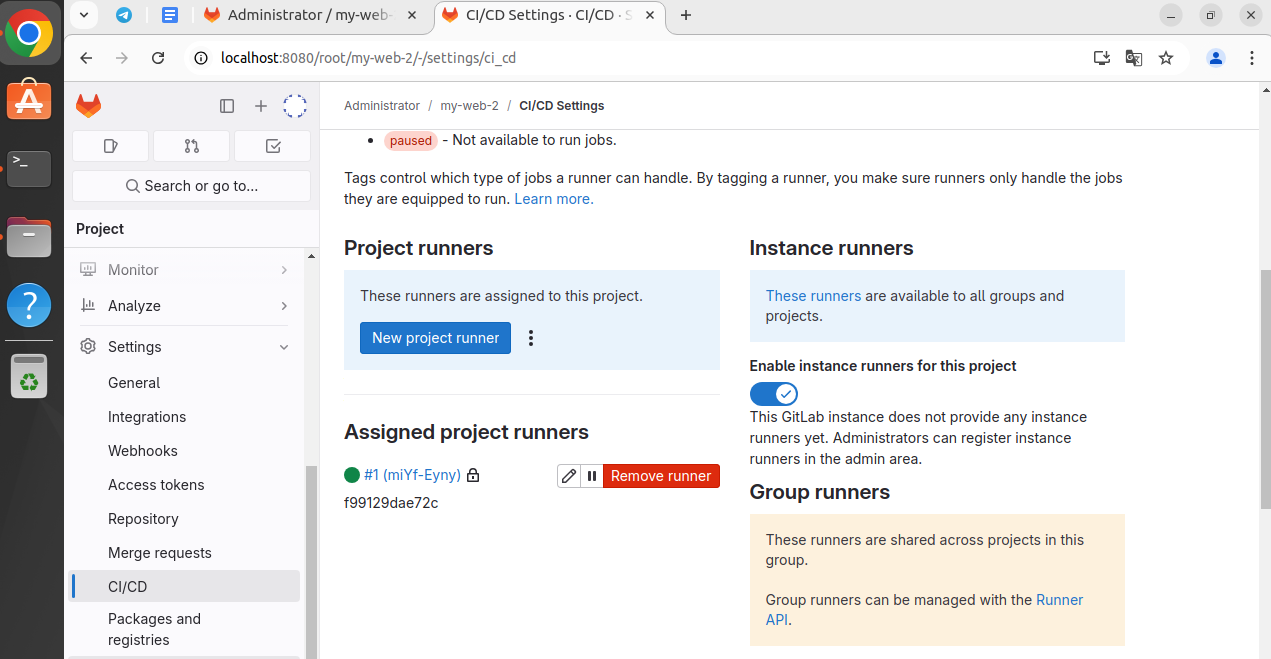 Administrator / my-web-
CI/CD Settings · CI/CD · S
localhost:8080/root/my-web-2/-/settings/ci_cd
Search or go to...
Project
Monitor
Analyze
Settings
General
Integrations
Webhooks
Access tokens
Repository
Merge requests
CI/CD
Packages and
registries
Administrator / my-web-2 / CI/CD Settings
• paused - Not available to run jobs.
Tags control which type of jobs a runner can handle. By tagging a runner, you make sure runners only handle the jobs
they are equipped to run. Learn more.
Project runners
These runners are assigned to this project.
New project runner
Assigned project runners
#1 (miYf-Eyny)
Remove runner
f99129dae72c
Instance runners
These runners are available to all groups and
projects.
Enable instance runners for this project
This GitLab instance does not provide any instance
runners yet. Administrators can register instance
runners in the admin area.
Group runners
These runners are shared across projects in this
group.
Group runners can be managed with the Runner
API.